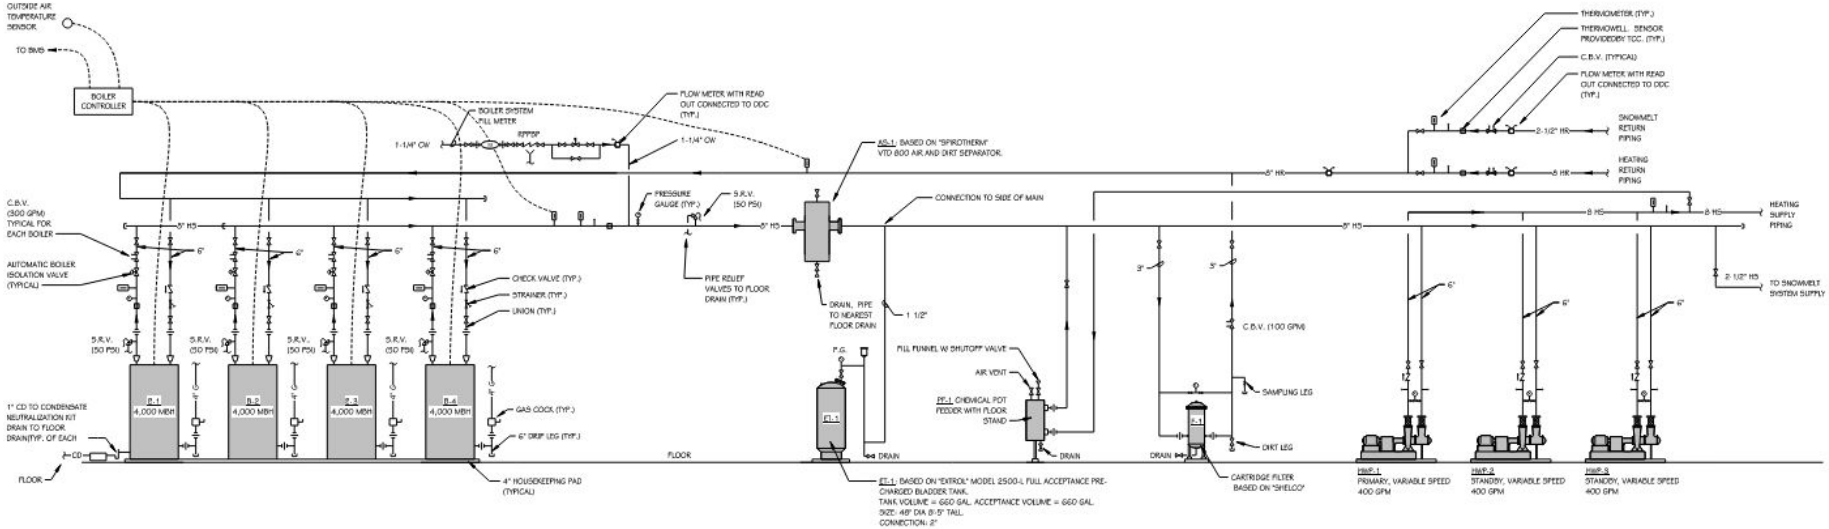 OUTSIDE AIR
TEMPERATURE
SENSOR
TO BMS
BOILER
CONTROLLER
C.B.V.
(300 GPM)
TYPICAL FOR
EACH BOILER
AUTOMATIC BOILER
ISOLATION VALVE
(TYPICAL)
8" HS
6"
6"
6"
6"
S.R.V.
(50 PSI)
S.R.V.
(50 PSI)
S.R.V.
(50 PSI)
S.R.V.
(50 PSI)
4,000 MBH
B-2
4,000 MBH
B-3
4,000 MBH
B-4
4,000 MBH
1" CD TO CONDENSATE
NEUTRALIZATION KIT
DRAIN TO FLOOR
DRAIN(TYP. OF EACH
CD
FLOOR
CHECK VALVE (TYP.)
STRAINER (TYP.)
UNION (TYP.)
GAS COCK (TYP.)
6" DRIP LEG (TYP.)
4" HOUSEKEEPING PAD
(TYPICAL)
BOILER SYSTEM
FILL METER
1-1/4" CW
RPPBP
FLOW METER WITH READ
OUT CONNECTED TO DDC
(TYP.)
1-1/4" CW
PRESSURE
GAUGE (TYP.)
S.R.V.
(50 PSI)
8" HS
PIPE RELIEF
VALVES TO FLOOR
DRAIN (TYP.)
AS-1: BASED ON "SPIROTHERM"
VTD 800 AIR AND DIRT SEPARATOR.
CONNECTION TO SIDE OF MAIN
DRAIN, PIPE
TO NEAREST
FLOOR DRAIN
1 1/2"
P.G.
ET-1
DRAIN
FLOOR
ET-1: BASED ON "EXTROL" MODEL 2500-L FULL ACCEPTANCE PRE-
CHARGED BLADDER TANK.
TANK VOLUME = 660 GAL. ACCEPTANCE VOLUME = 660 GAL.
SIZE: 48" DIA 8'-5" TALL.
CONNECTION: 2"
FILL FUNNEL W/ SHUTOFF VALVE
AIR VENT
PF-1 CHEMICAL POT
FEEDER WITH FLOOR
STAND
DRAIN
3"
3"
C.B.V. (100 GPM)
SAMPLING LEG
F-1
DIRT LEG
DRAIN
CARTRIDGE FILTER
BASED ON "SHELCO"
8" HR
8" HS
THERMOMETER (TYP.)
THERMOWELL. SENSOR
PROVIDEDBY TCC. (TYP.)
C.B.V. (TYPICAL)
FLOW METER WITH READ
OUT CONNECTED TO DDC
(TYP.)
2-1/2" HR
SNOWMELT
RETURN
PIPING
8 HR
HEATING
RETURN
PIPING
8 HS
8 HS
HEATING
SUPPLY
PIPING
2-1/2" HS
TO SNOWMELT
SYSTEM SUPPLY
6"
6"
6"
HWP-1
PRIMARY, VARIABLE SPEED
400 GPM
HWP-2
STANDBY, VARIABLE SPEED
400 GPM
HWP-3
STANDBY, VARIABLE SPEED
400 GPM